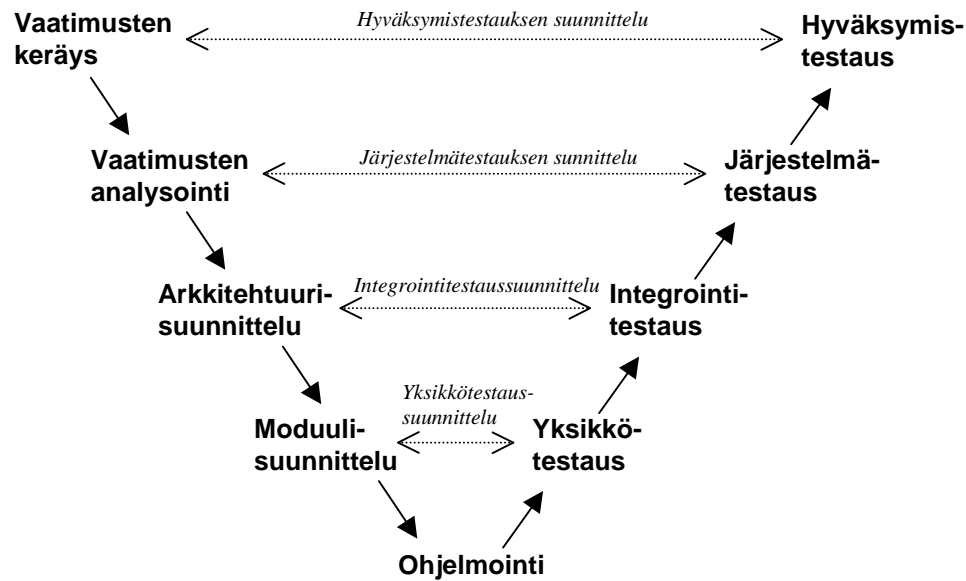 Vaatimusten
keräys
Hyväksymistestauksen suunnittelu
Hyväksymis-
testaus
Vaatimusten
analysointi
Järjestelmätestauksen sunnittelu
Järjestelmä-
testaus
Arkkitehtuuri-
suunnittelu
Integrointitestaussuunnittelu
Integrointi-
testaus
Moduuli-
suunnittelu
Yksikkötestaus-
suunnittelu
Yksikkö-
testaus
Ohjelmointi